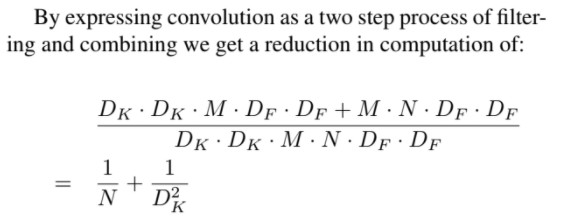 By expressing convolution as a two step process of filter-
ing and combining we get a reduction in computation of:
D_K · D_K · M · D_F · D_F + M · N · D_F · D_F
D_K · D_K · M · N · D_F · D_F
= 1/N + 1/D_K^2